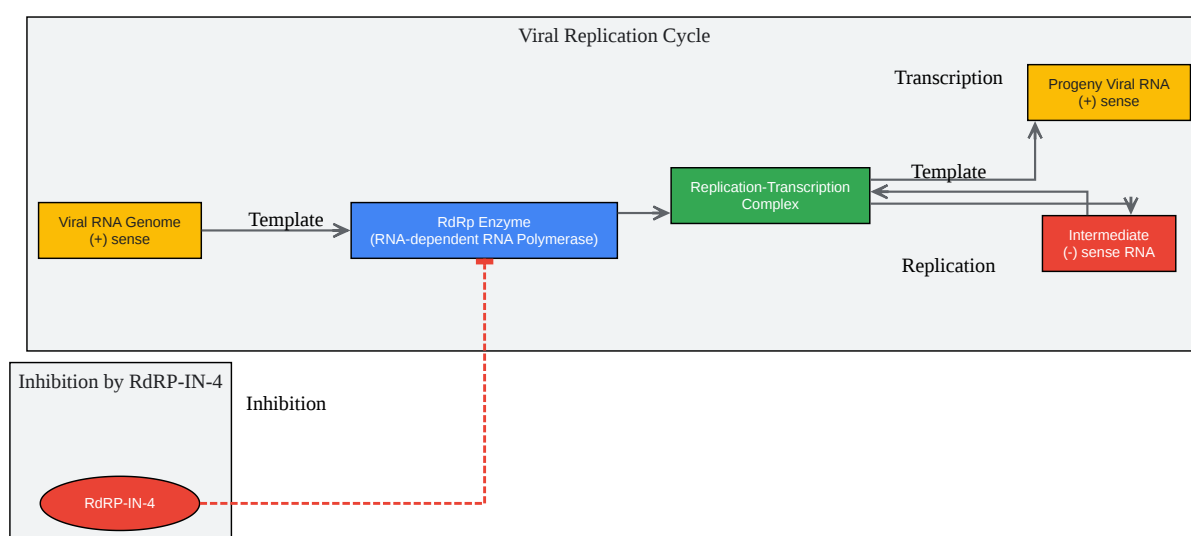 Viral Replication Cycle
Transcription
Progeny Viral RNA
(+) sense
Template
Replication-Transcription
Complex
Viral RNA Genome
(+) sense
Template
RdRp Enzyme
(RNA-dependent RNA Polymerase)
Intermediate
(-) sense RNA
Replication
Inhibition by RdRP-IN-4
Inhibition
RdRP-IN-4